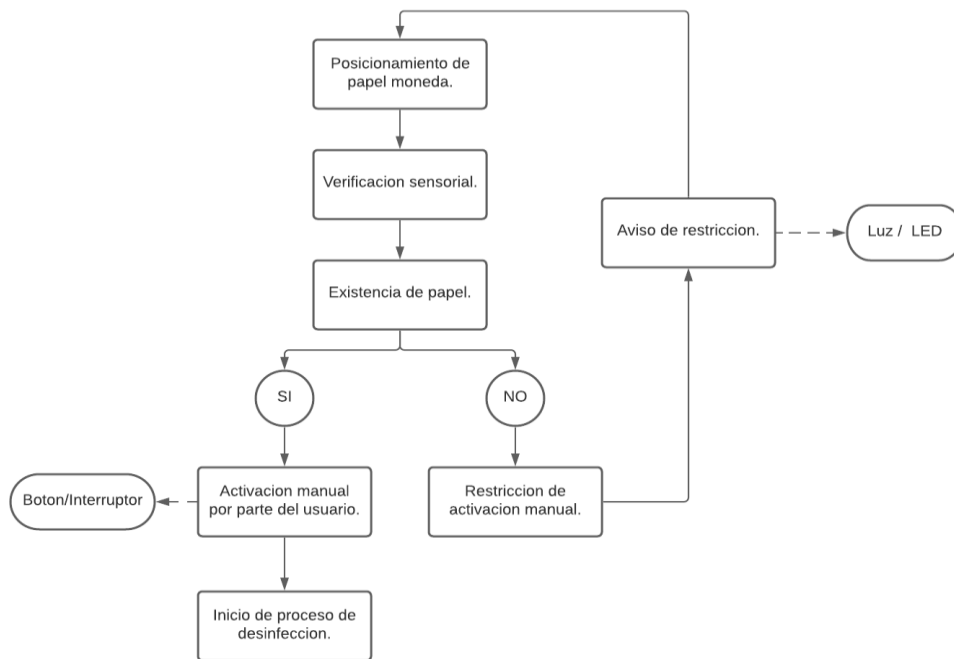 Posicionamiento de
papel moneda.
Verificacion sensorial.
Aviso de restriccion.
Luz / LED
Existencia de papel.
SI
NO
Boton/Interruptor
Activacion manual
por parte del usuario.
Restriccion de
activacion manual.
Inicio de proceso de
desinfeccion.